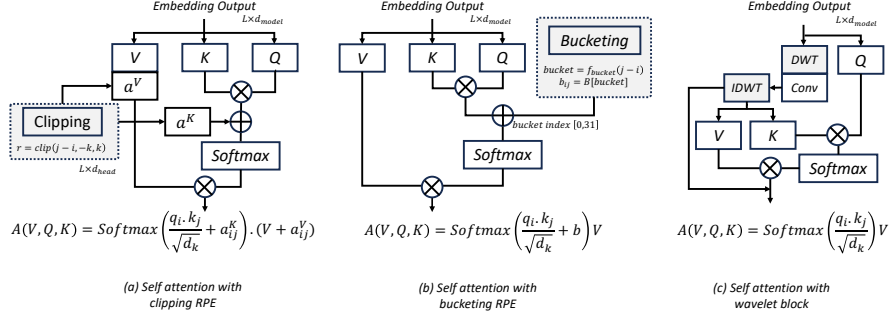 Embedding Output
L×d_model
V
K
Q
a^V
Clipping
r = clip(j − i, −k, k)
L×d_head
a^K
Softmax
A(V, Q, K) = Softmax(q_i. k_j / √d_k + a_ij^K). (V + a_ij^V)
(a) Self attention with
clipping RPE
Embedding Output
L×d_model
V
K
Q
Bucketing
bucket = f_bucket(j − i)
b_ij = B[bucket]
bucket index [0,31]
Softmax
A(V, Q, K) = Softmax(q_i. k_j / √d_k + b) V
(b) Self attention with
bucketing RPE
Embedding Output
L×d_model
DWT
Q
IDWT
Conv
V
K
Softmax
A(V, Q, K) = Softmax(q_i. k_j / √d_k) V
(c) Self attention with
wavelet block